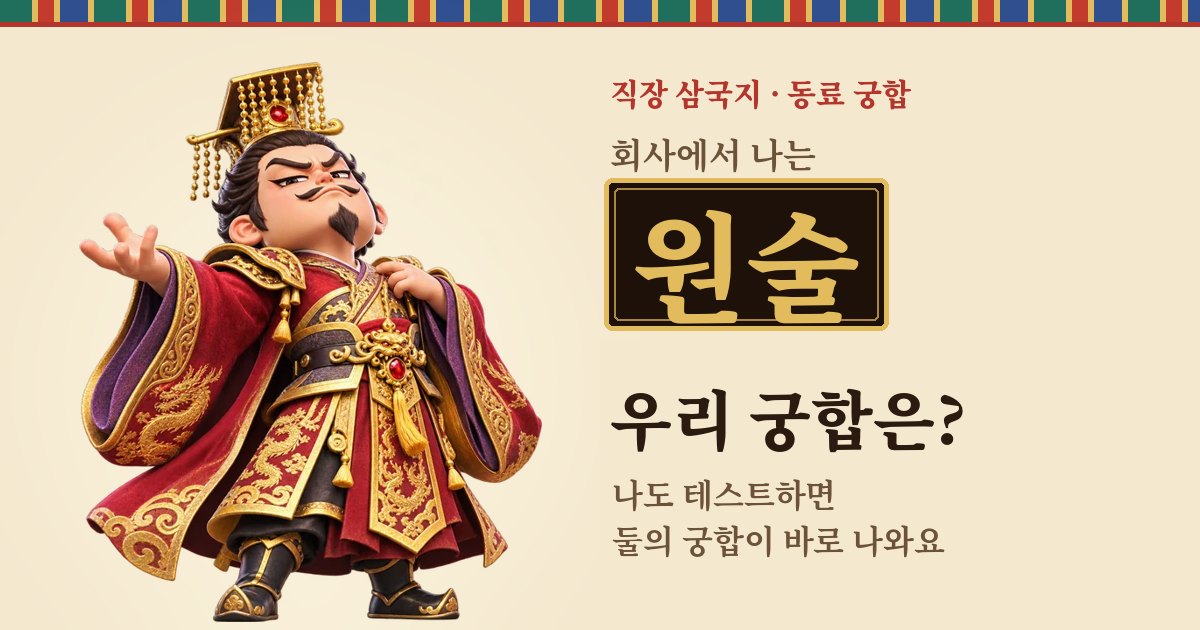 직장 삼국지 · 동료 궁합
회사에서 나는
원술
우리 궁합은?
나도 테스트하면
둘의 궁합이 바로 나와요